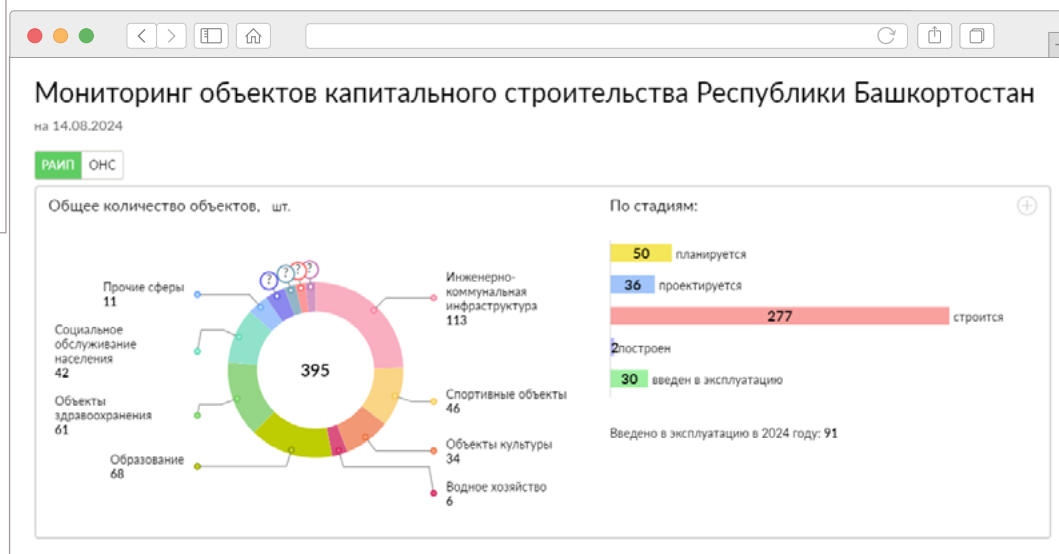 Мониторинг объектов капитального строительства Республики Башкортостан
на 14.08.2024
РАИП ОНС
Общее количество объектов, шт.
? ? ? ?
Прочие сферы
11
Социальное
обслуживание
населения
42
Объекты
здравоохранения
61
Образование
68
395
Инженерно-
коммунальная
инфраструктура
113
Спортивные объекты
46
Объекты культуры
34
Водное хозяйство
6
По стадиям:
50 планируется
36 проектируется
277 строится
2 построен
30 введен в эксплуатацию
Введено в эксплуатацию в 2024 году: 91